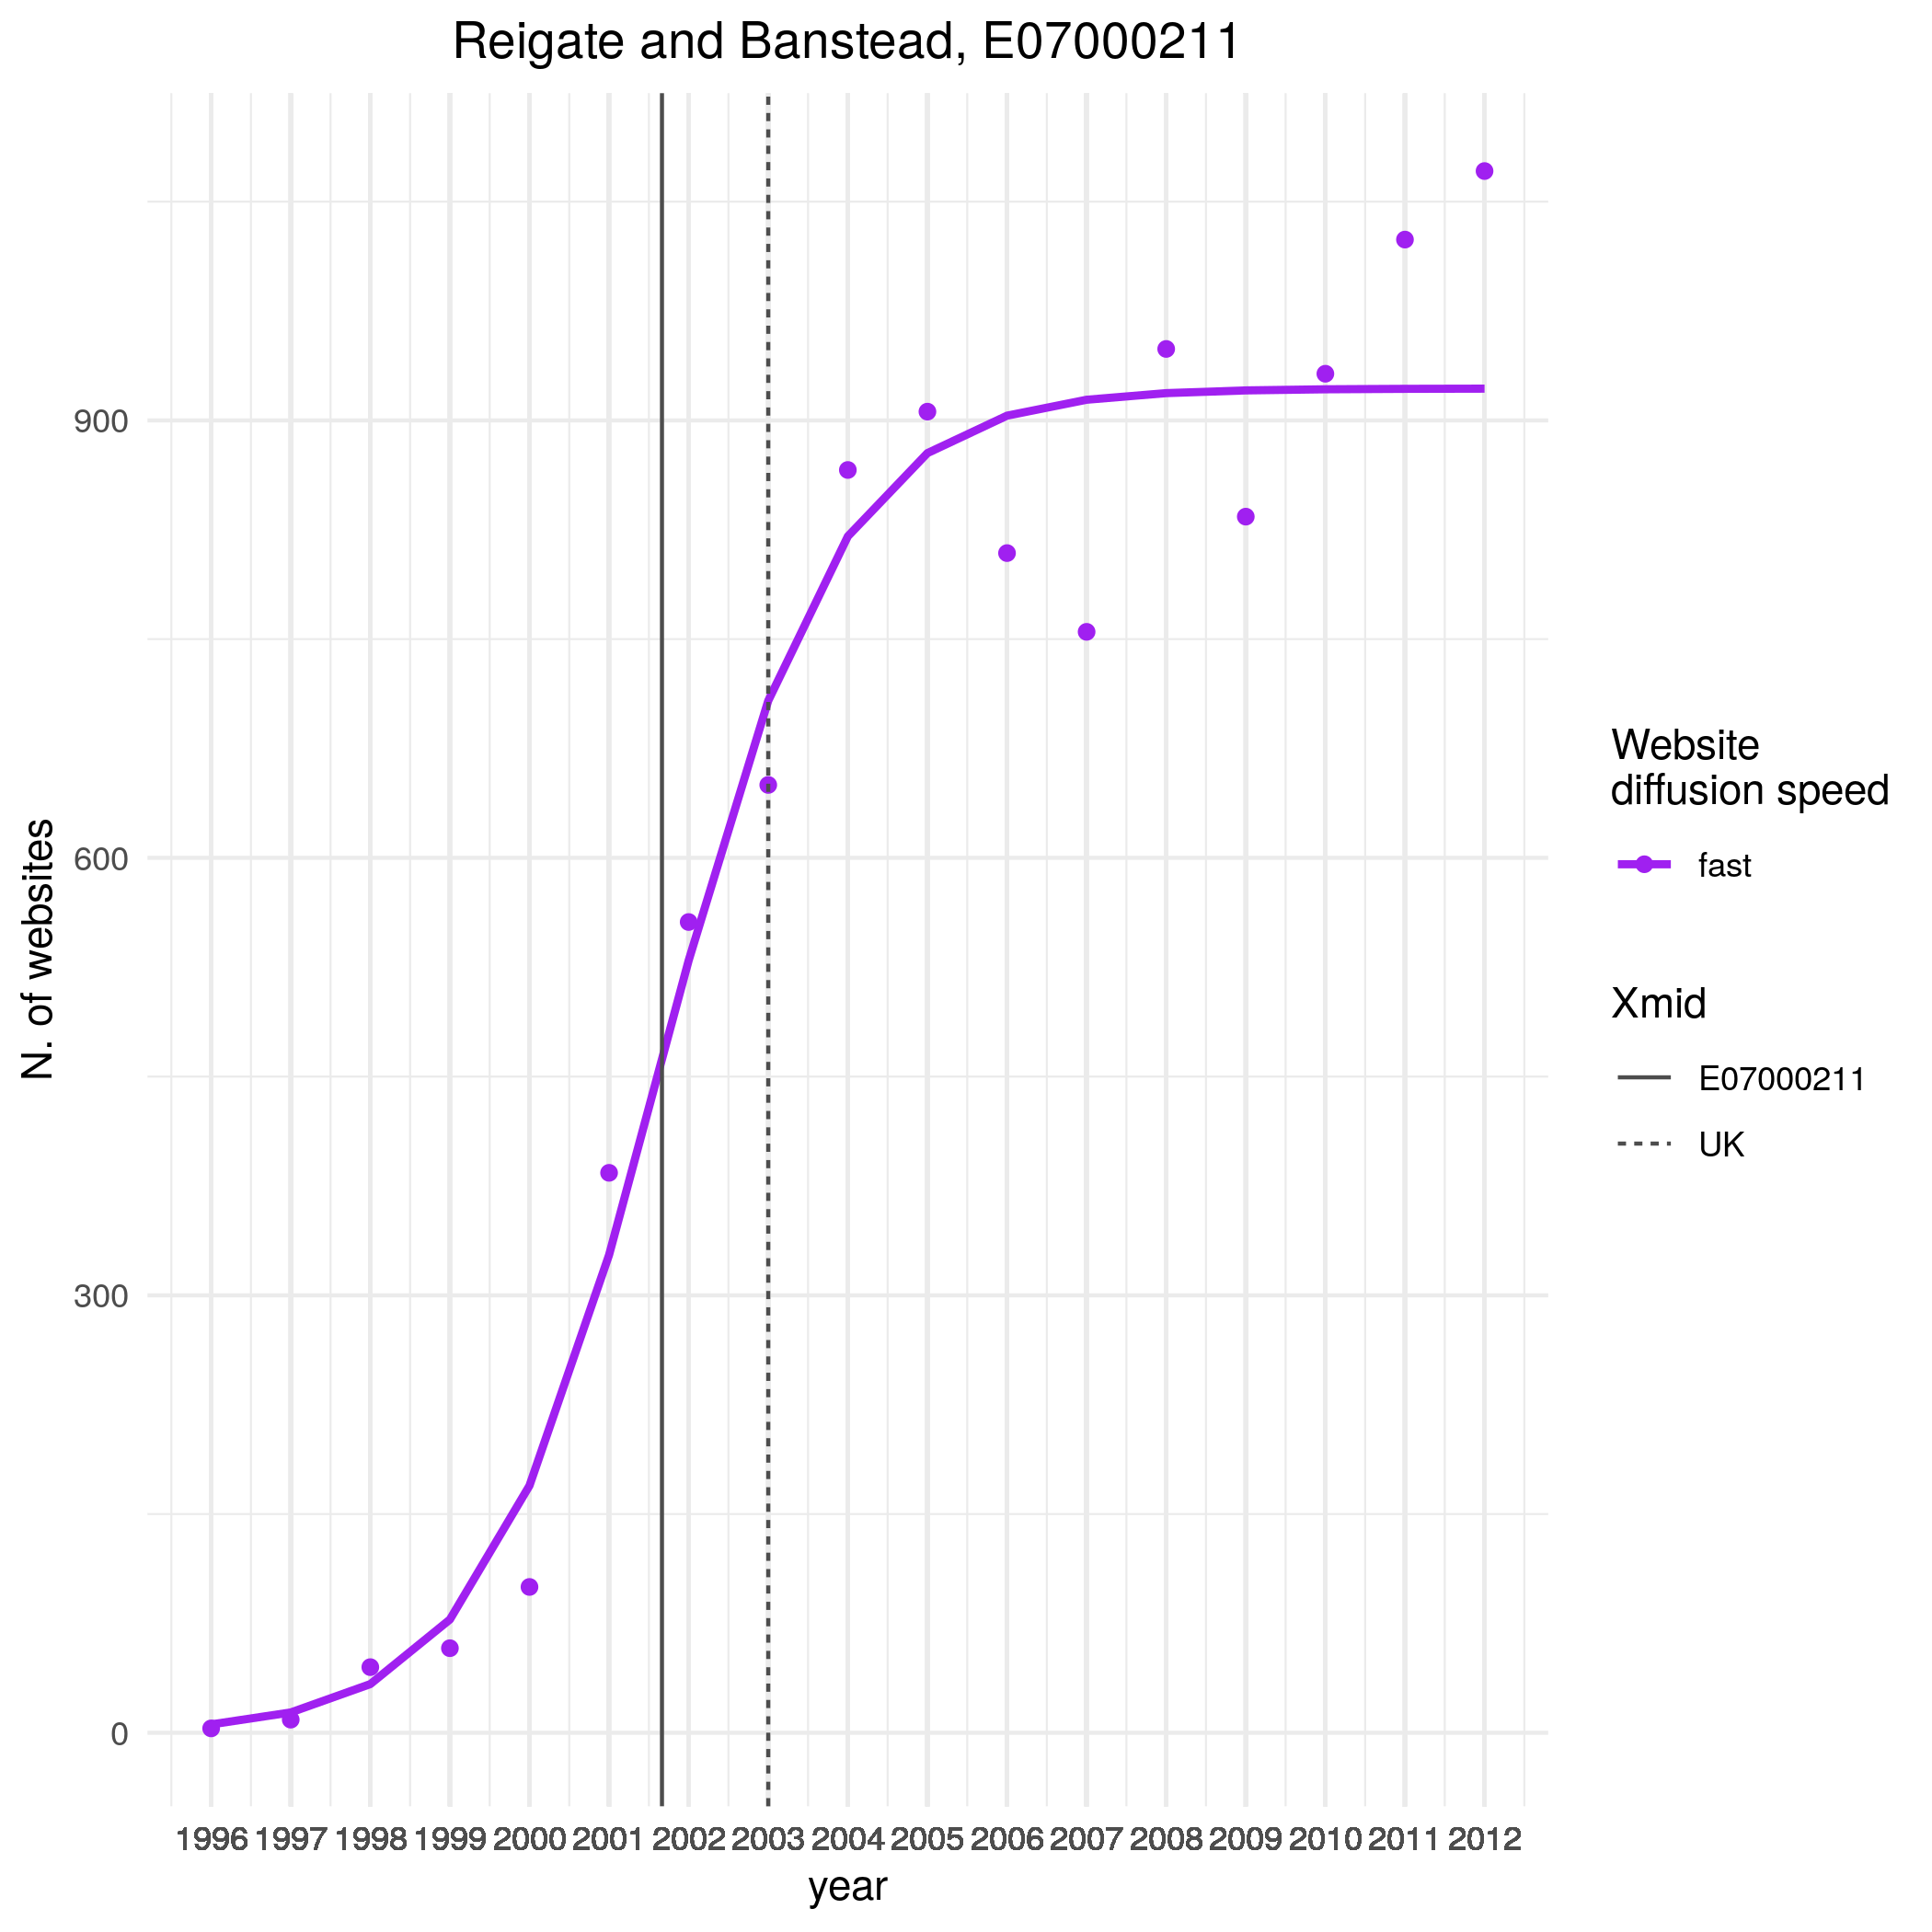 Reigate and Banstead, E07000211
N. of websites
900
600
300
0
1996 1997 1998 1999 2000 2001 2002 2003 2004 2005 2006 2007 2008 2009 2010 2011 2012
year
Website
diffusion speed
fast
Xmid
E07000211
UK